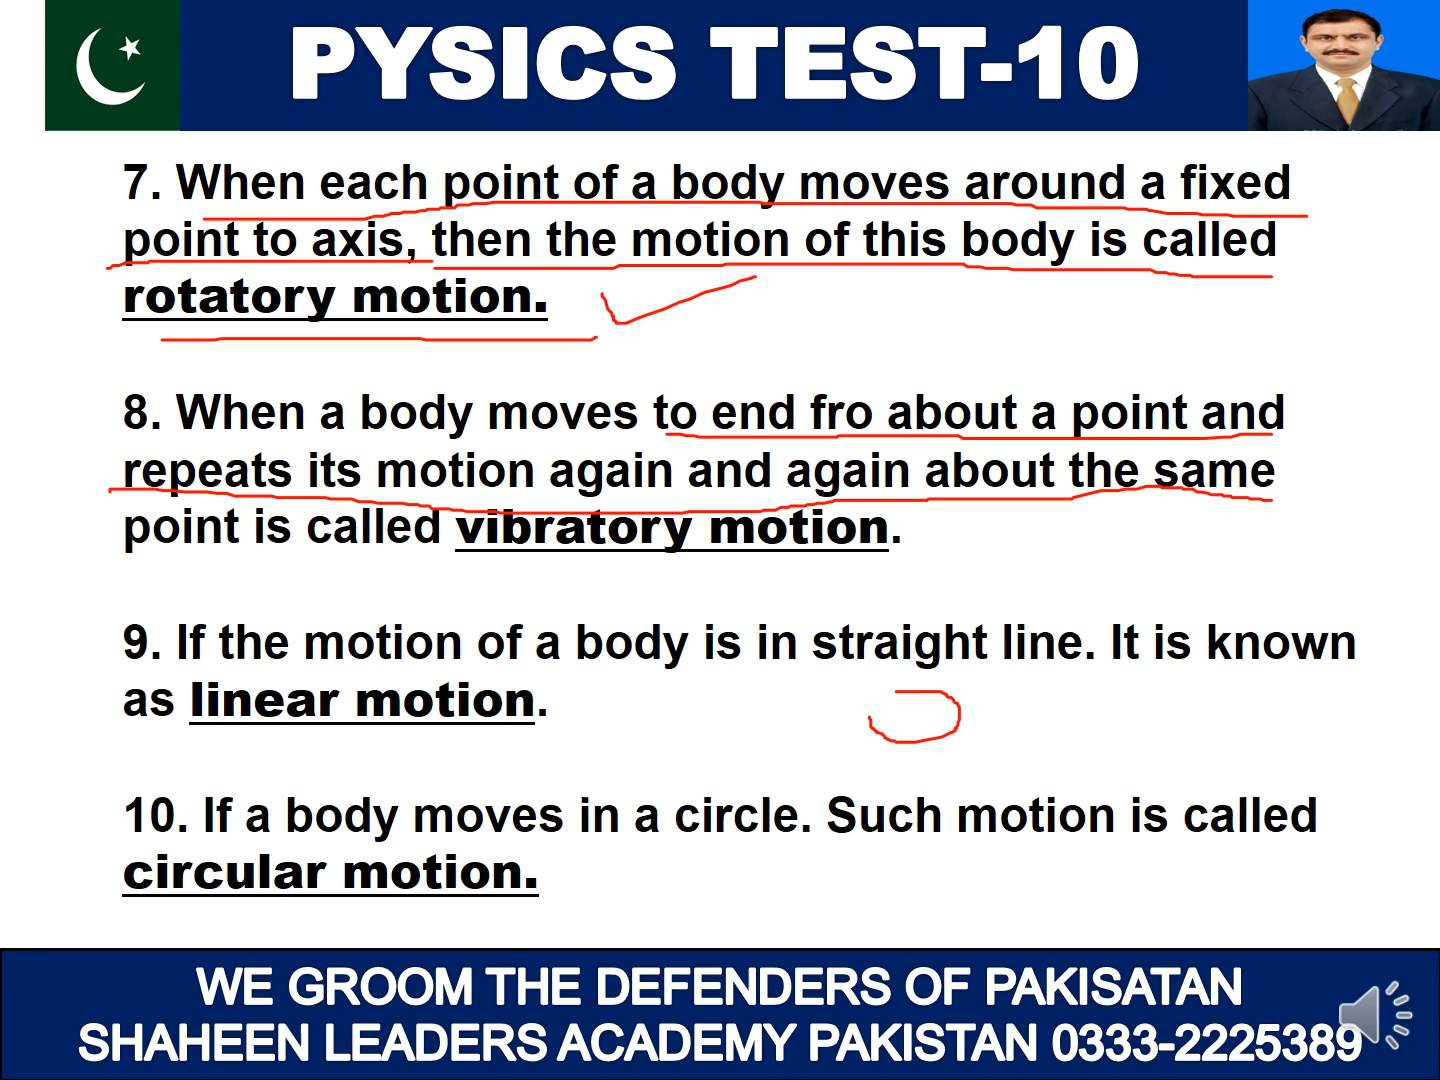 PYSICS TEST-10
7. When each point of a body moves around a fixed
point to axis, then the motion of this body is called
rotatory motion.
8. When a body moves to end fro about a point and
repeats its motion again and again about the same
point is called vibratory motion.
9. If the motion of a body is in straight line. It is known
as linear motion.
10. If a body moves in a circle. Such motion is called
circular motion.
WE GROOM THE DEFENDERS OF PAKISATAN
SHAHEEN LEADERS ACADEMY PAKISTAN 0333-2225389